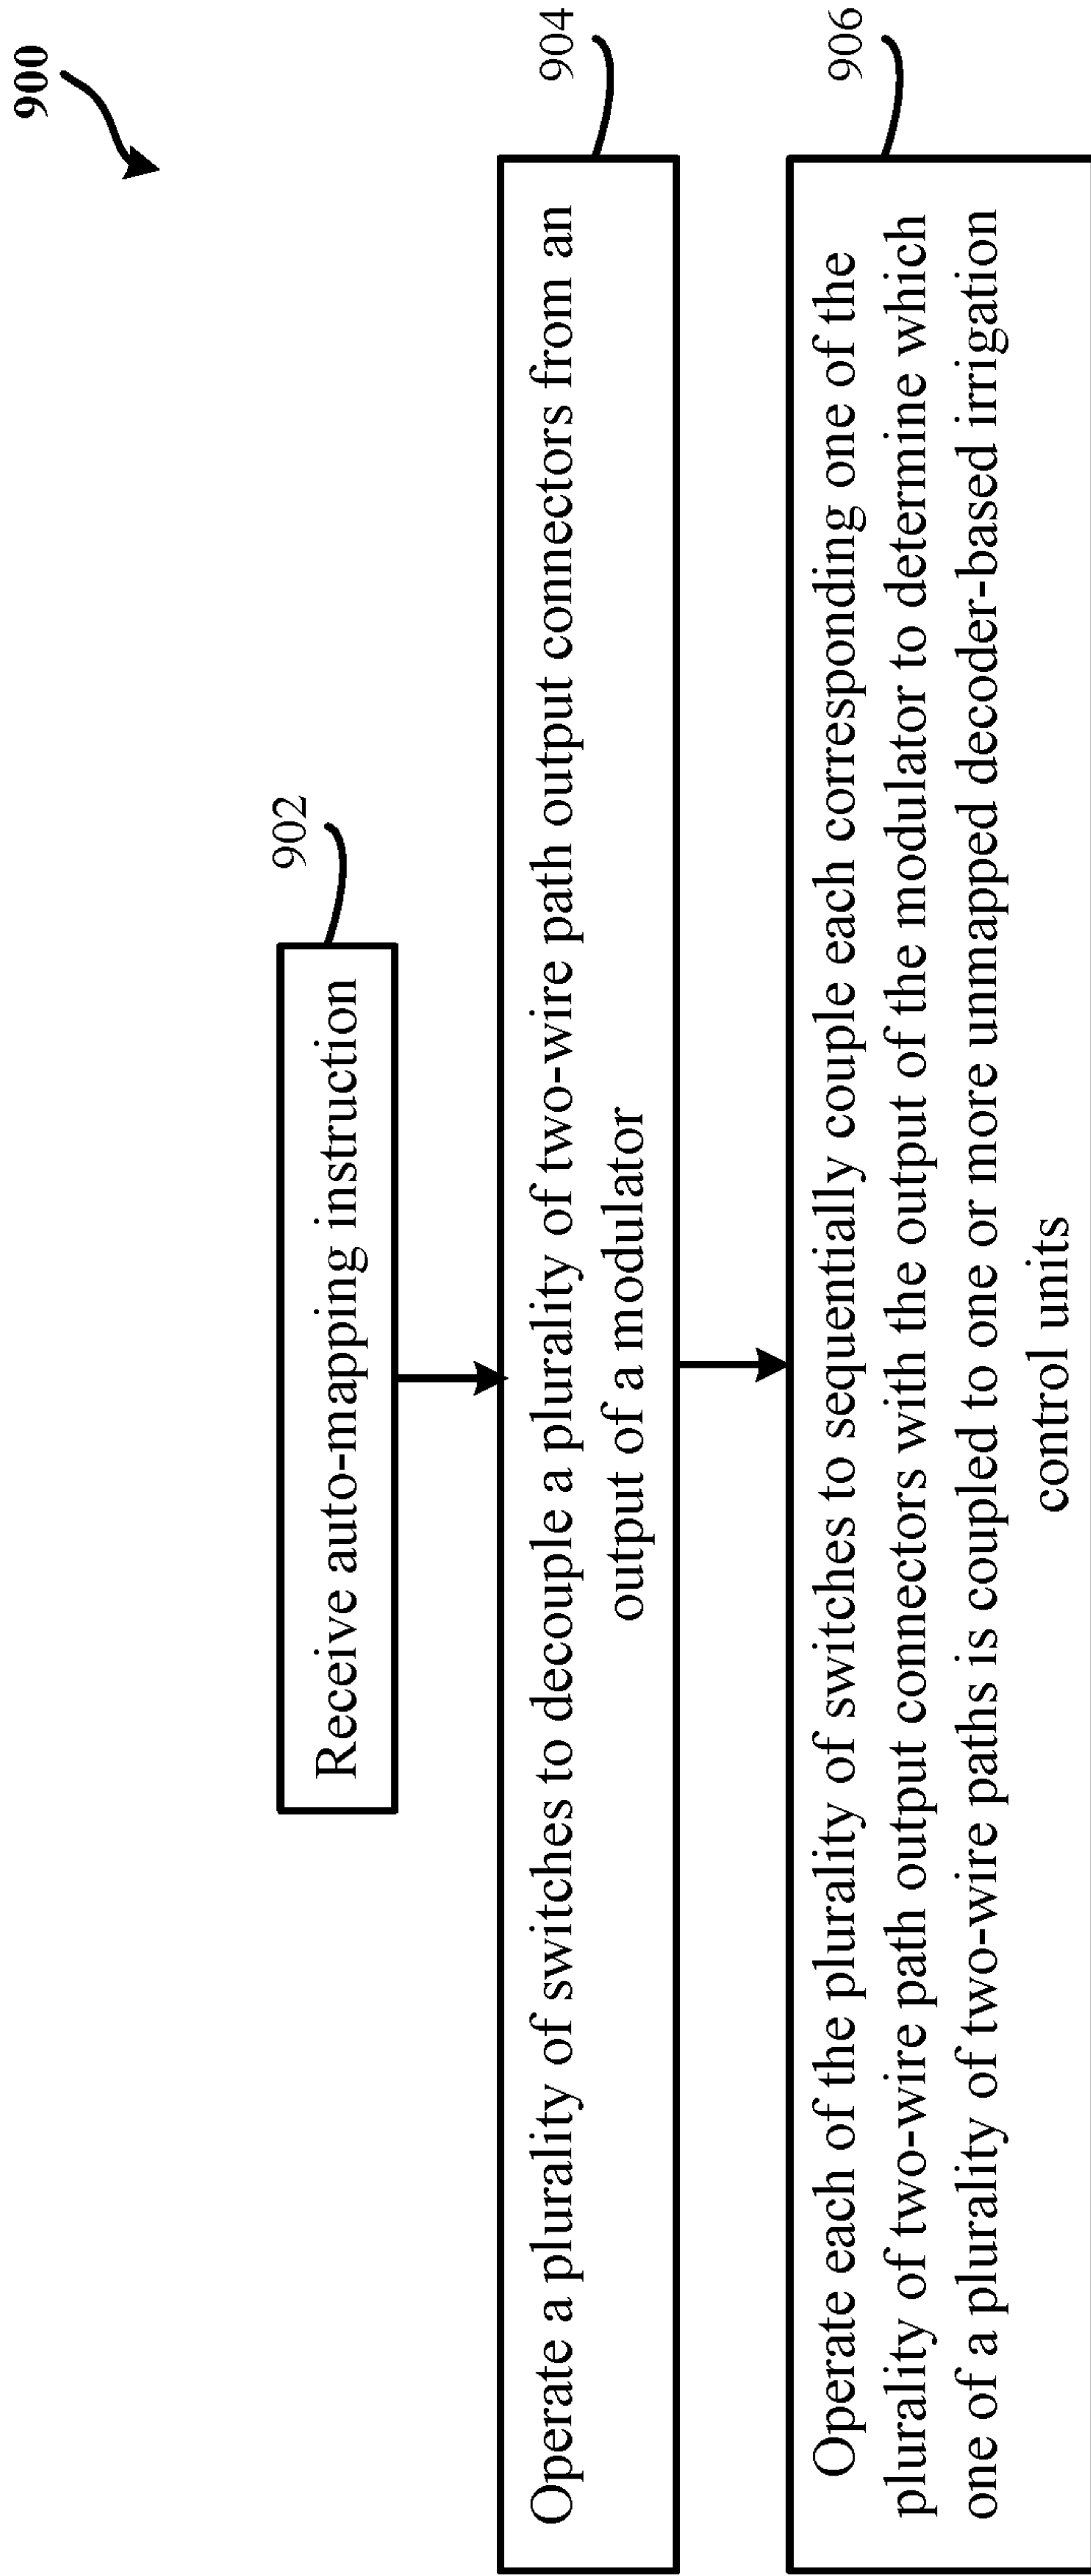 900
902
Receive auto-mapping instruction
904
Operate a plurality of switches to decouple a plurality of two-wire path output connectors from an
output of a modulator
906
Operate each of the plurality of switches to sequentially couple each corresponding one of the
plurality of two-wire path output connectors with the output of the modulator to determine which
one of a plurality of two-wire paths is coupled to one or more unmapped decoder-based irrigation
control units